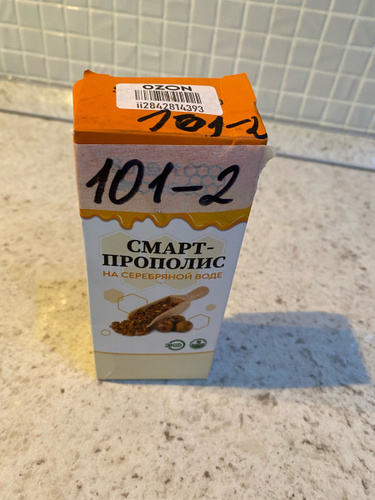 OZON
ii2842814393
101-2
101-2
СМАРТ-
ПРОПОЛИС
НА СЕРЕБРЯНОЙ ВОДЕ